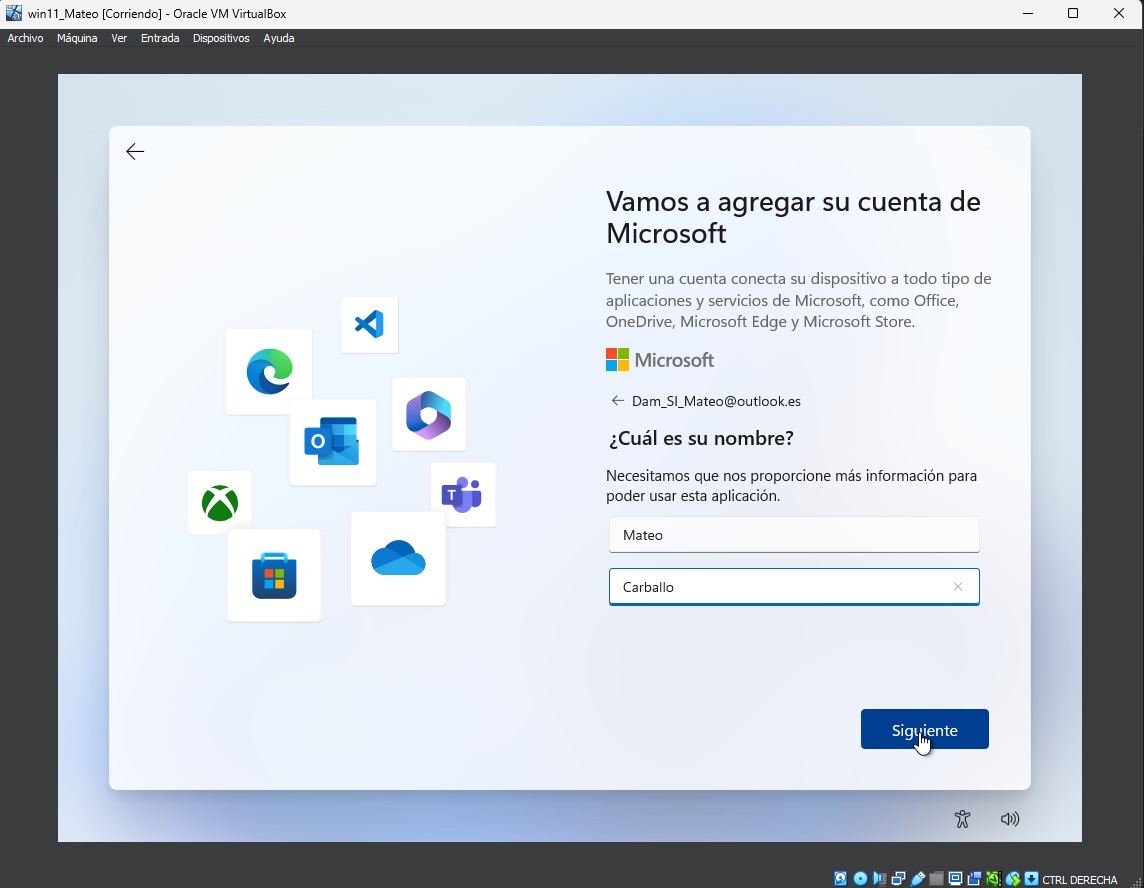 win11_Mateo [Corriendo] - Oracle VM VirtualBox
Archivo Máquina Ver Entrada Dispositivos Ayuda
Vamos a agregar su cuenta de
Microsoft
Tener una cuenta conecta su dispositivo a todo tipo de
aplicaciones y servicios de Microsoft, como Office,
OneDrive, Microsoft Edge y Microsoft Store.
Microsoft
Dam_SI_Mateo@outlook.es
¿Cuál es su nombre?
Necesitamos que nos proporcione más información para
poder usar esta aplicación.
Mateo
Carballo
Siguiente
CTRL DERECHA